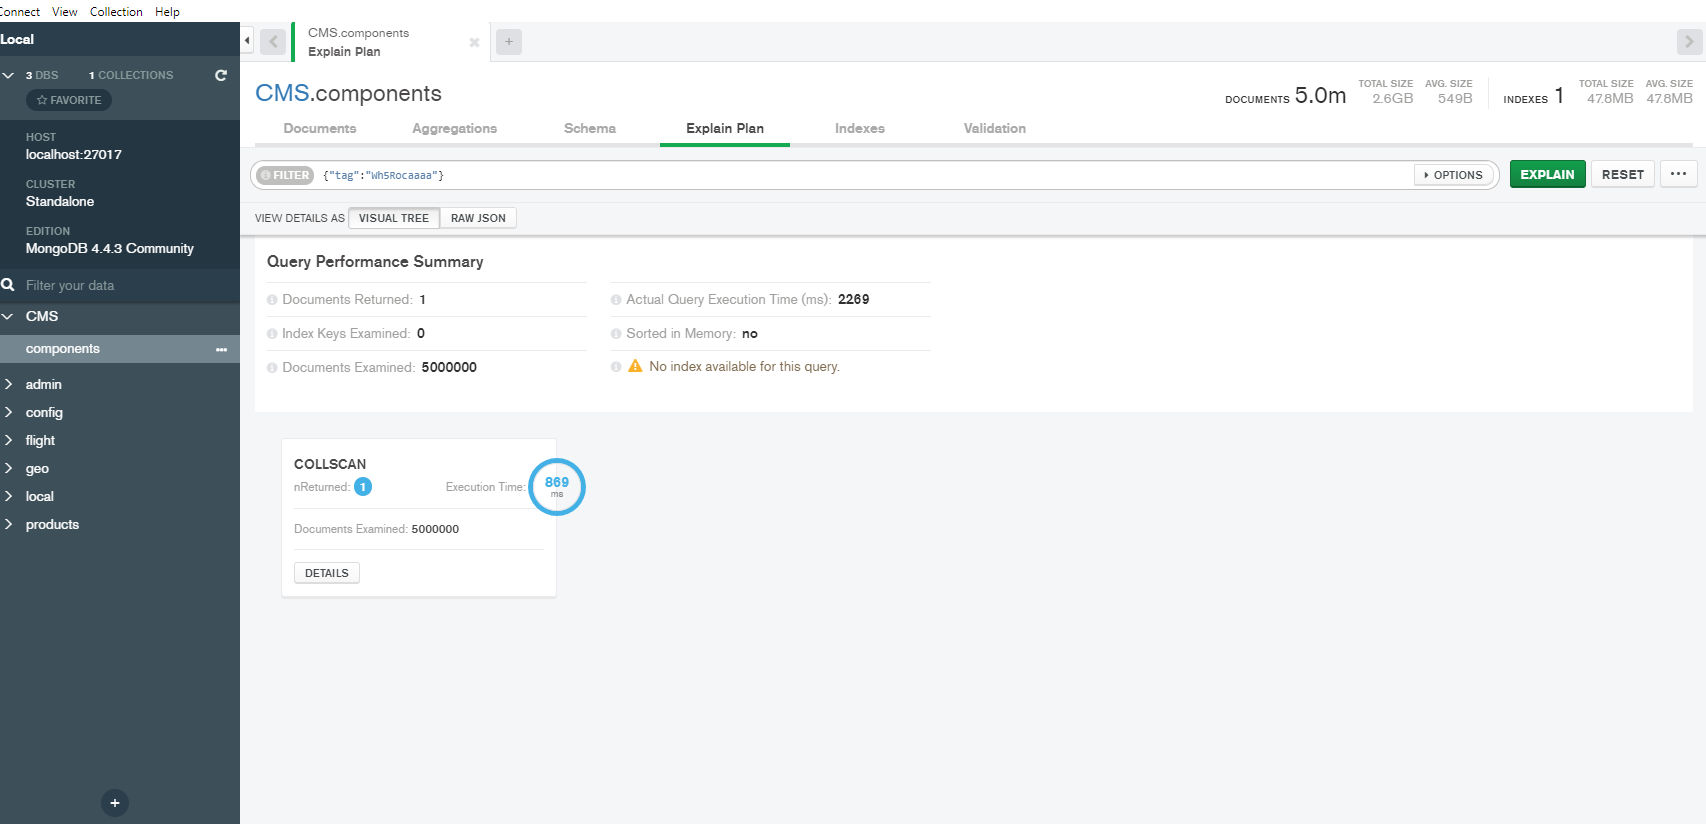 Connect View Collection Help
Local
3 DBS 1 COLLECTIONS
FAVORITE
HOST
localhost:27017
CLUSTER
Standalone
EDITION
MongoDB 4.4.3 Community
Filter your data
CMS
components
admin
config
flight
geo
local
products
CMS.components
Explain Plan
CMS.components
DOCUMENTS 5.0m TOTAL SIZE 2.6GB AVG. SIZE 549B INDEXES 1 TOTAL SIZE 47.8MB AVG. SIZE 47.8MB
Documents Aggregations Schema Explain Plan Indexes Validation
FILTER {"tag":"Wh5Rocaaaa"} OPTIONS EXPLAIN RESET
VIEW DETAILS AS VISUAL TREE RAW JSON
Query Performance Summary
Documents Returned: 1 Actual Query Execution Time (ms): 2269
Index Keys Examined: 0 Sorted in Memory: no
Documents Examined: 5000000 No index available for this query.
COLLSCAN
nReturned: 1 Execution Time: 869 ms
Documents Examined: 5000000
DETAILS